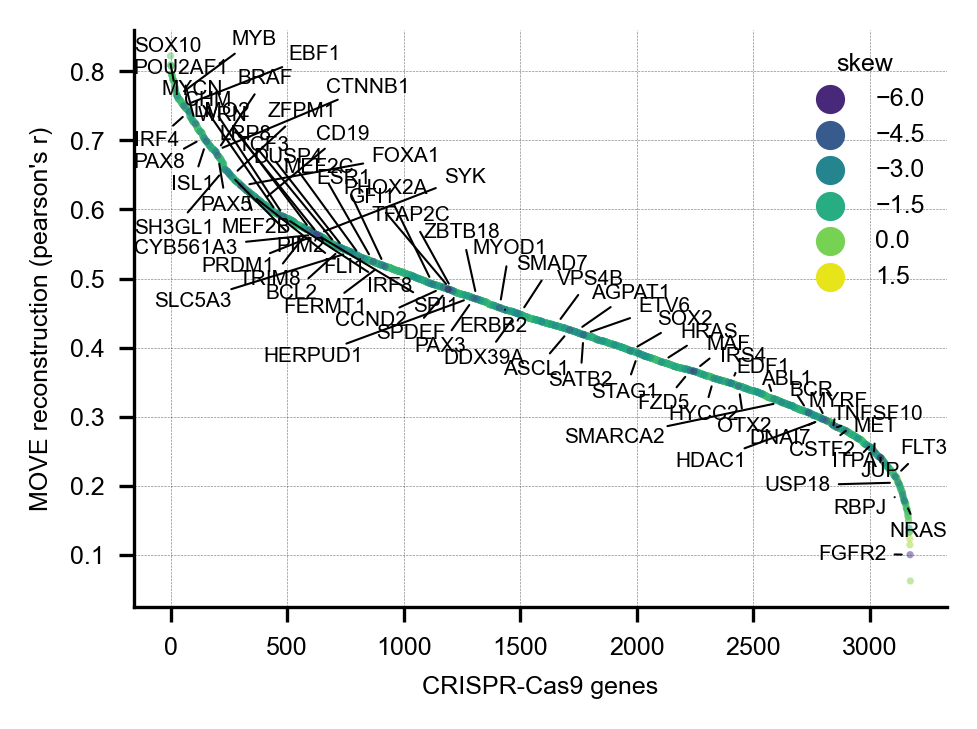 SOX10
MYB
POU2AF1
EBF1
BRAF
MYCN
CTNNB1
ZFPM1
IRF4
CD19
PAX8
DUSP4
FOXA1
MEF2C
ISL1
ESR1
SYK
PHOX2A
GFI1
PAX5
TFAP2C
SH3GL1
MEF2B
ZBTB18
CYB561A3
PIM2
MYOD1
PRDM1
FLI1
SMAD7
TRIM8
VPS4B
BCL2
IRF8
AGPAT1
SLC5A3
FERMT1
SPI1
ETV6
CCND2
SOX2
SPDEF
ERBB2
HRAS
HERPUD1
PAX3
MAF
DDX39A
IRS4
ASCL1
EDF1
SATB2
ABL1
STAG1
BCR
FZD5
MYRF
HYCC2
TNFSF10
SMARCA2
OTX2
MET
DNAI7
HDAC1
CSTF2
FLT3
ITPA
JUP
USP18
RBPJ
NRAS
FGFR2
skew
−6.0
−4.5
−3.0
−1.5
0.0
1.5
0.8
0.7
0.6
0.5
0.4
0.3
0.2
0.1
MOVE reconstruction (pearson's r)
0 500 1000 1500 2000 2500 3000
CRISPR-Cas9 genes